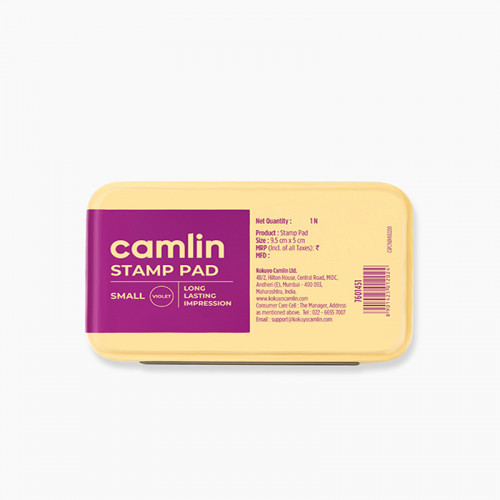 camlin
STAMP PAD
SMALL
VIOLET
LONG
LASTING
IMPRESSION
Net Quantity : 1 N
Product : Stamp Pad
Size : 9.5 cm x 5 cm
MRP (Incl. of all Taxes): ₹
MFD :
Kokuyo Camlin Ltd.
48/2, Hilton House, Central Road, MIDC,
Andheri (E), Mumbai - 400 093,
Maharashtra, India.
www.kokuyocamlin.com
Consumer Care Cell : The Manager, Address
as mentioned above. Tel : 022 - 6655 7007
Email : support@kokuyocamlin.com
7601451